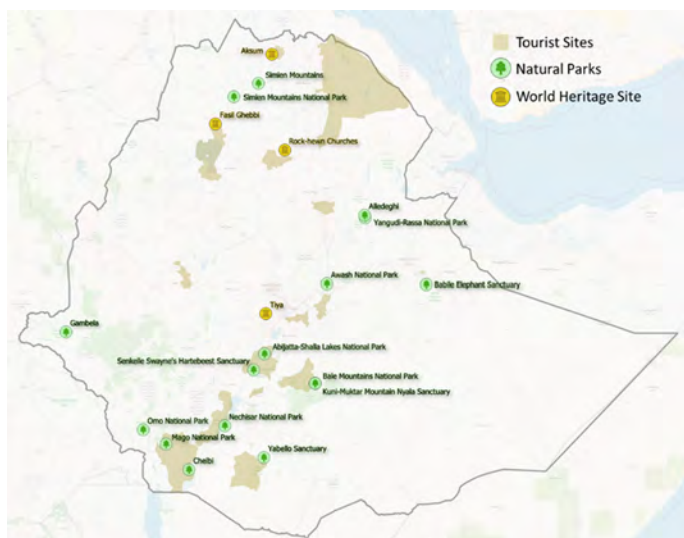 Tourist Sites
Natural Parks
World Heritage Site
Aksum
Simien Mountains
Simien Mountains National Park
Fasil Ghebbi
Rock-hewn Churches
Alledeghi
Yangudi-Rassa National Park
Awash National Park
Babile Elephant Sanctuary
Tiya
Gambela
Abijatta-Shalla Lakes National Park
Senkelle Swayne's Hartebeest Sanctuary
Bale Mountains National Park
Kuni-Muktar Mountain Nyala Sanctuary
Omo National Park
Nechisar National Park
Mago National Park
Yabello Sanctuary
Chelbi